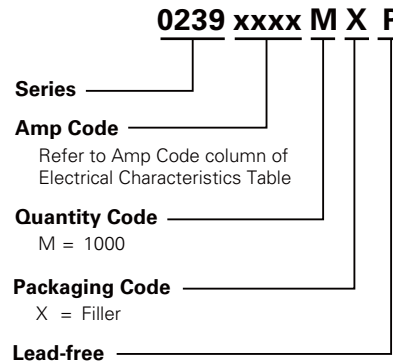 0239 xxxx M X P
Series
Amp Code
Refer to Amp Code column of
Electrical Characteristics Table
Quantity Code
M = 1000
Packaging Code
X = Filler
Lead-free